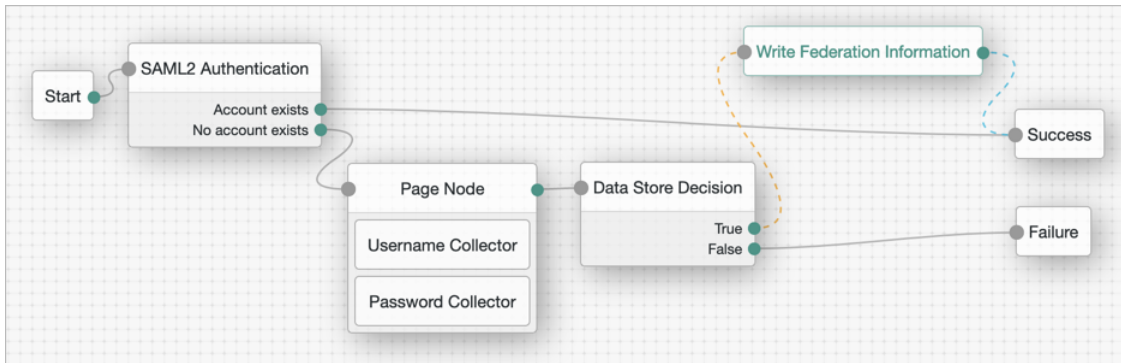 Start
SAML2 Authentication
Account exists
No account exists
Page Node
Username Collector
Password Collector
Data Store Decision
True
False
Write Federation Information
Success
Failure